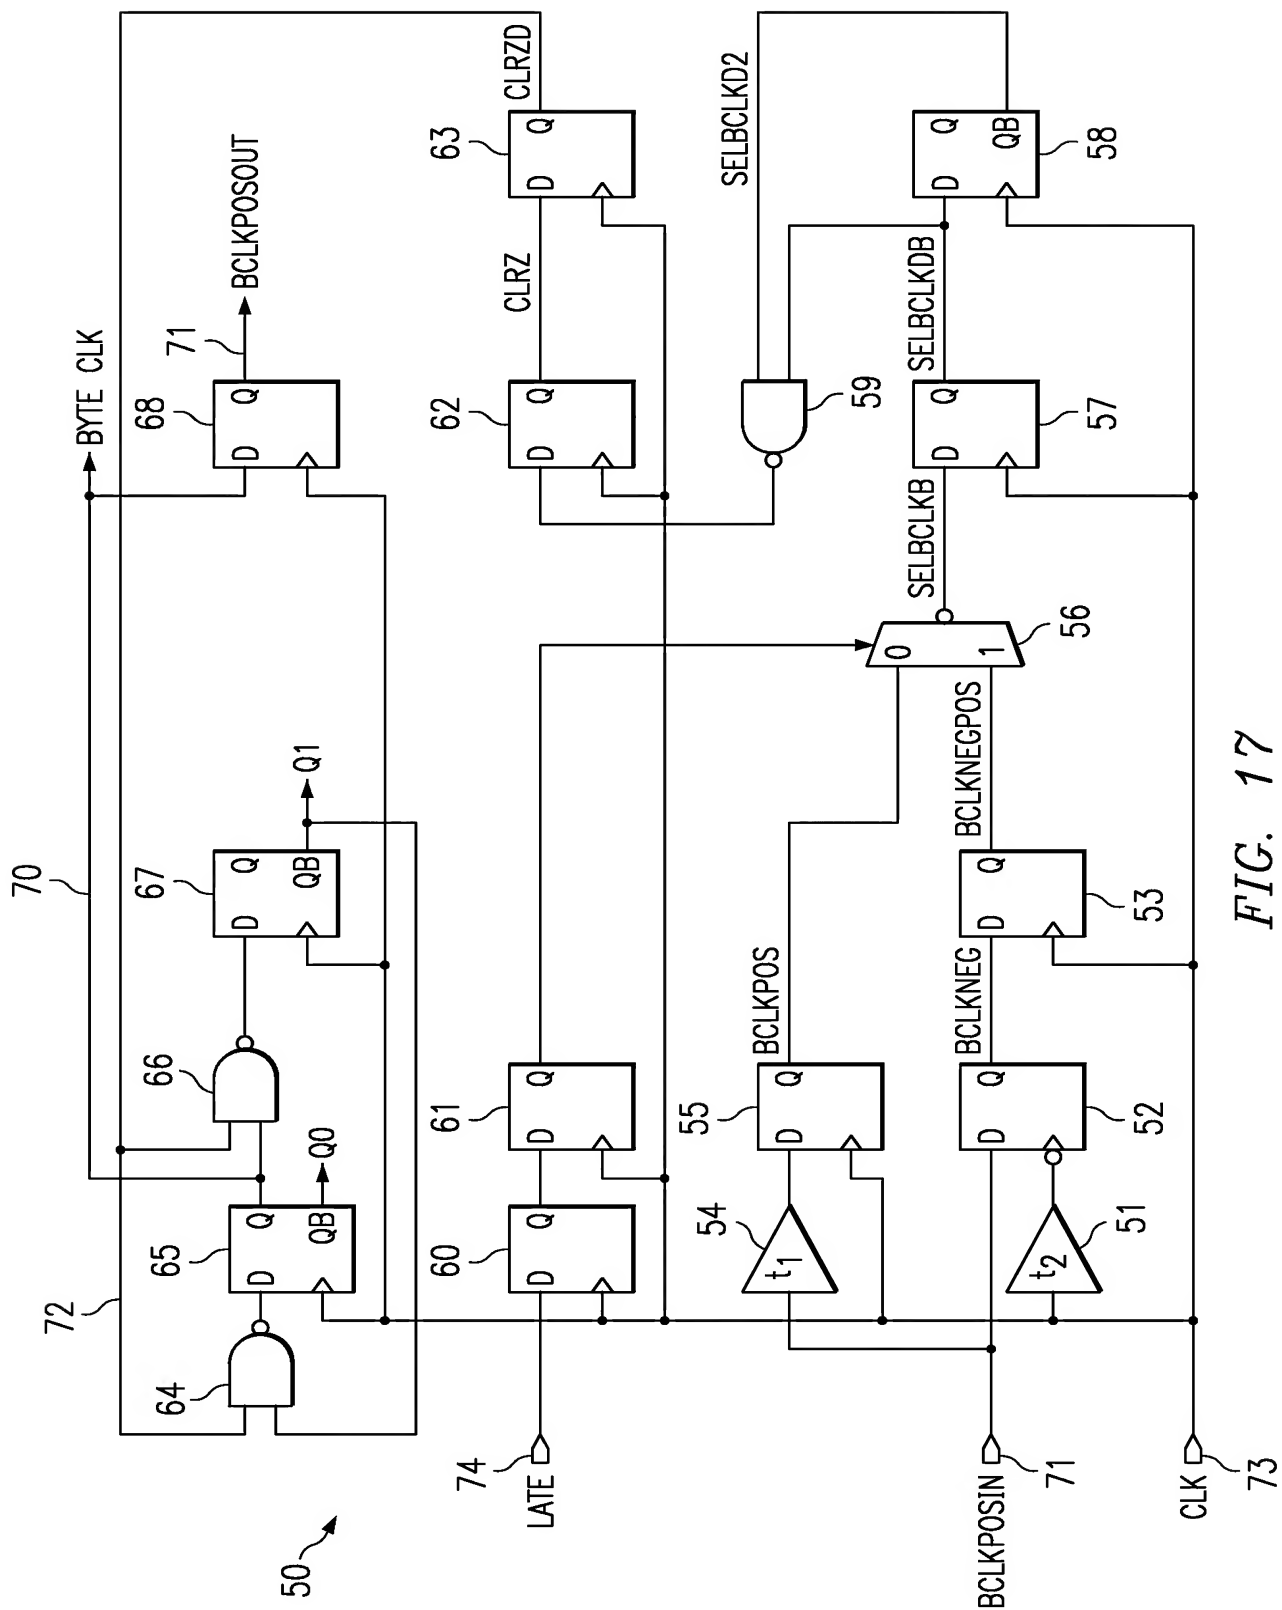 50
72
70
BYTE CLK
64
65
D
Q
QB
Q0
66
67
D
Q
QB
Q1
68
D
Q
71
BCLKPOSOUT
74
LATE
60
D
Q
61
D
Q
62
D
Q
CLRZ
63
D
Q
CLRZD
54
t1
55
D
Q
BCLKPOS
59
SELBCLKD2
BCLKPOSIN
71
51
t2
52
D
Q
BCLKNEG
53
D
Q
BCLKNEGPOS
0
1
56
SELBCLKB
57
D
Q
SELBCLKDB
58
D
Q
QB
CLK
73
FIG. 17